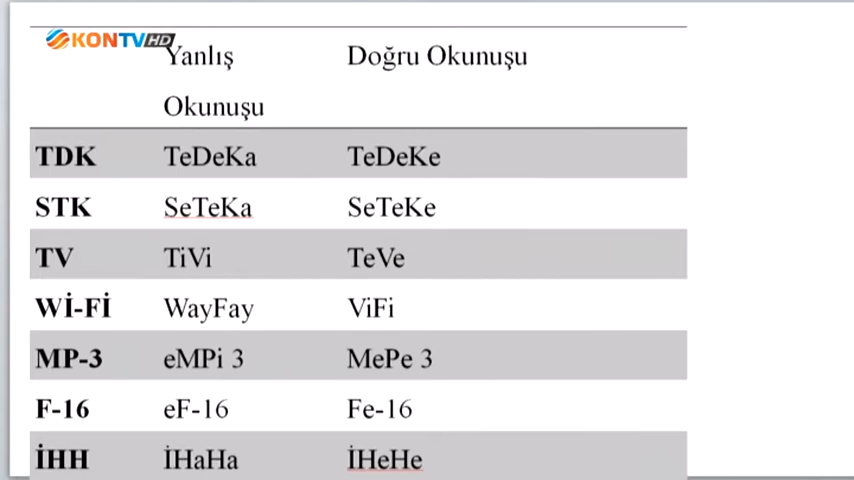 KONTV HD
Yanlış Doğru Okunuşu
Okunuşu
TDK TeDeKa TeDeKe
STK SeTeKa SeTeKe
TV TiVi TeVe
Wİ-Fİ WayFay ViFi
MP-3 eMPi 3 MePe 3
F-16 eF-16 Fe-16
İHH İHaHa İHeHe